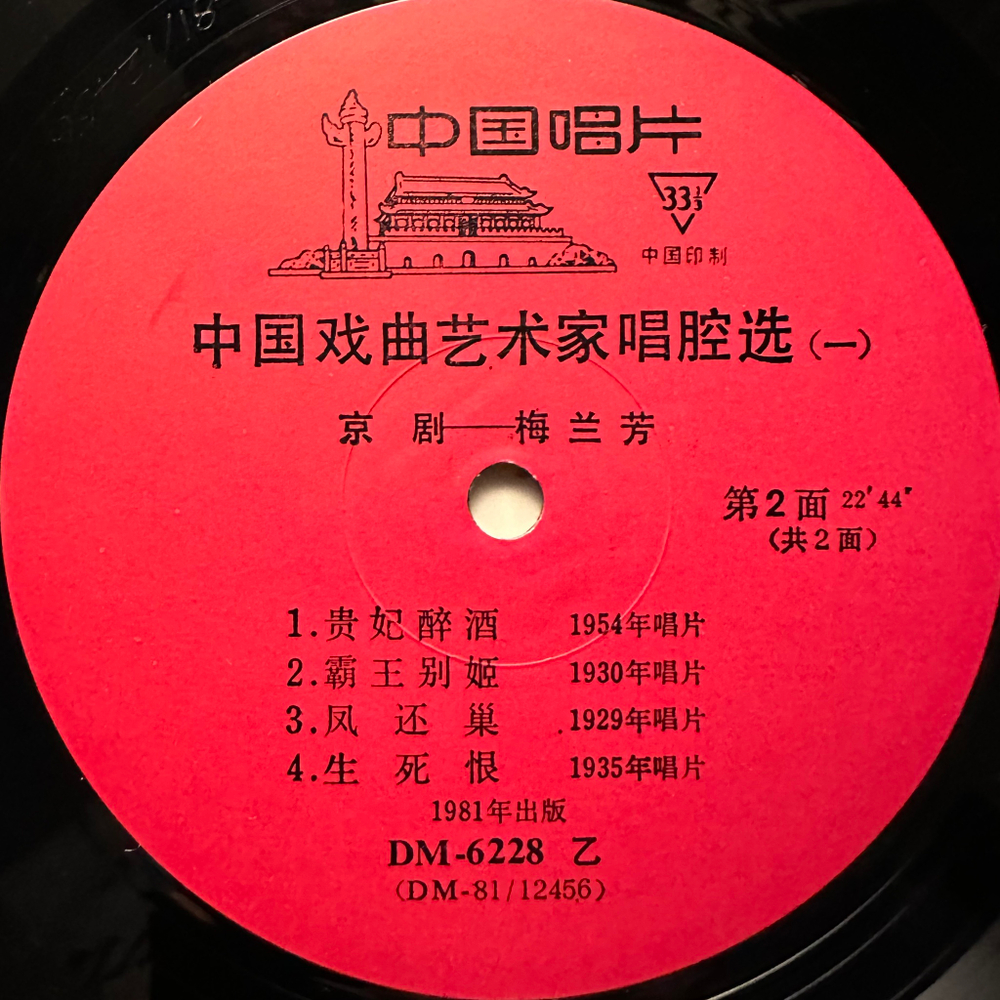 中国唱片
33⅓
中国印制
中国戏曲艺术家唱腔选（一）
京剧——梅兰芳
第2面 22′44″
（共2面）
1.贵妃醉酒 1954年唱片
2.霸王别姬 1930年唱片
3.凤还巢 1929年唱片
4.生死恨 1935年唱片
1981年出版
DM-6228 乙
（DM-81/12456）